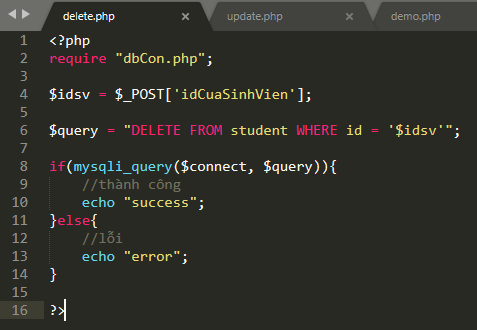 delete.php × update.php × demo.php
1 <?php
2 require "dbCon.php";
3
4 $idsv = $_POST['idCuaSinhVien'];
5
6 $query = "DELETE FROM student WHERE id = '$idsv'";
7
8 if(mysqli_query($connect, $query)){
9 //thành công
10 echo "success";
11 }else{
12 //lỗi
13 echo "error";
14 }
15
16 ?>